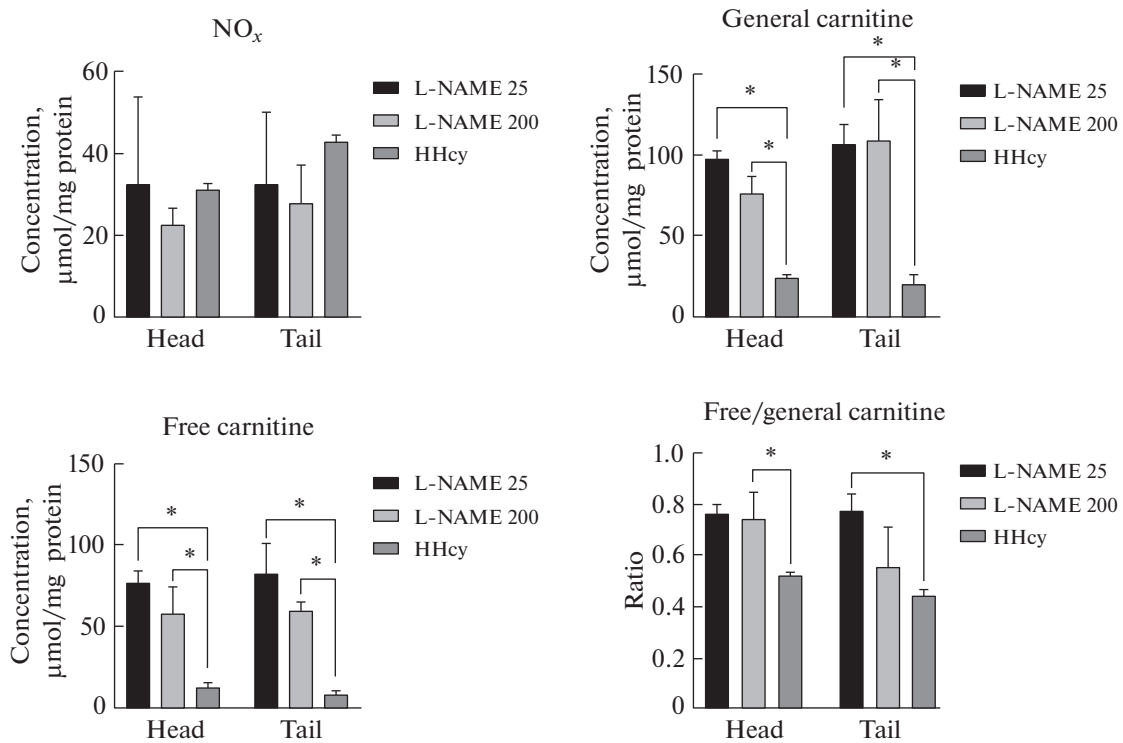 NOx
Concentration,
μmol/mg protein
60
40
20
0
Head Tail
L-NAME 25
L-NAME 200
HHcy
General carnitine
Concentration,
μmol/mg protein
150
100
50
0
* * * *
Head Tail
L-NAME 25
L-NAME 200
HHcy
Free carnitine
Concentration,
μmol/mg protein
150
100
50
0
* * * *
Head Tail
L-NAME 25
L-NAME 200
HHcy
Free/general carnitine
Ratio
1.0
0.8
0.6
0.4
0.2
0
* *
Head Tail
L-NAME 25
L-NAME 200
HHcy